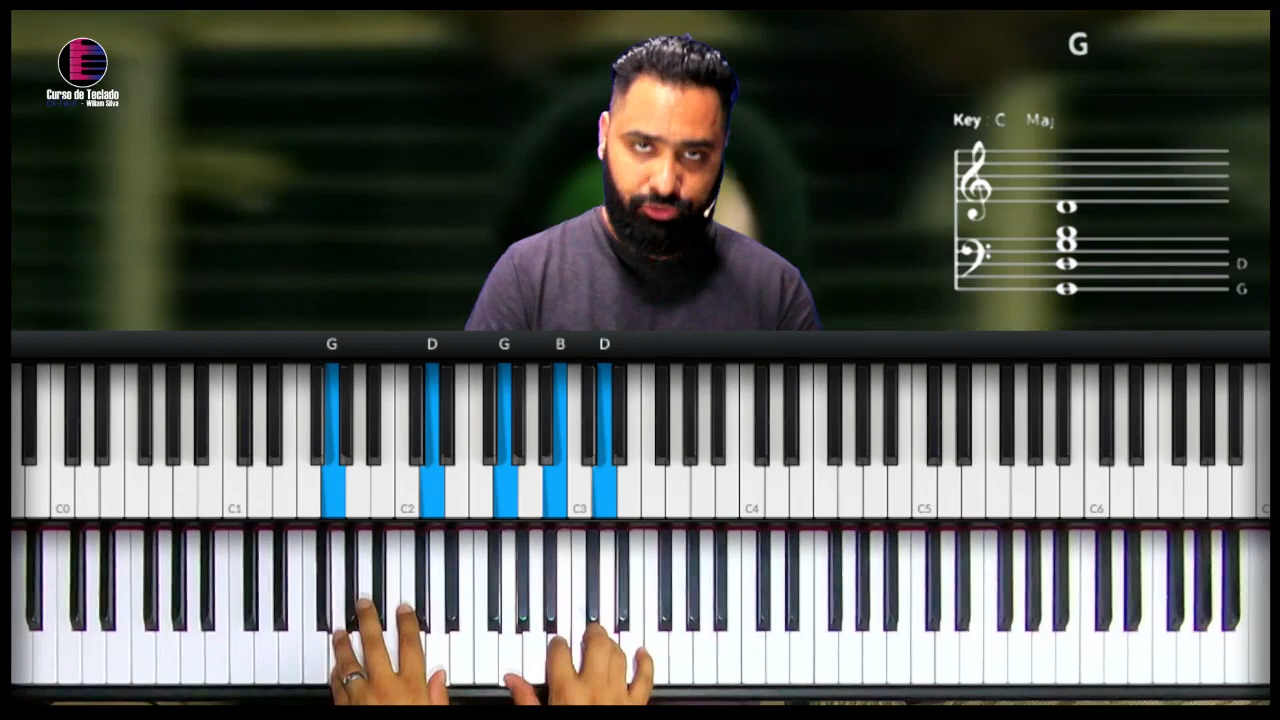 G
Curso de Teclado
- Wiliam Silva
Key : C Maj
D
G
G D G B D
C0 C1 C2 C3 C4 C5 C6